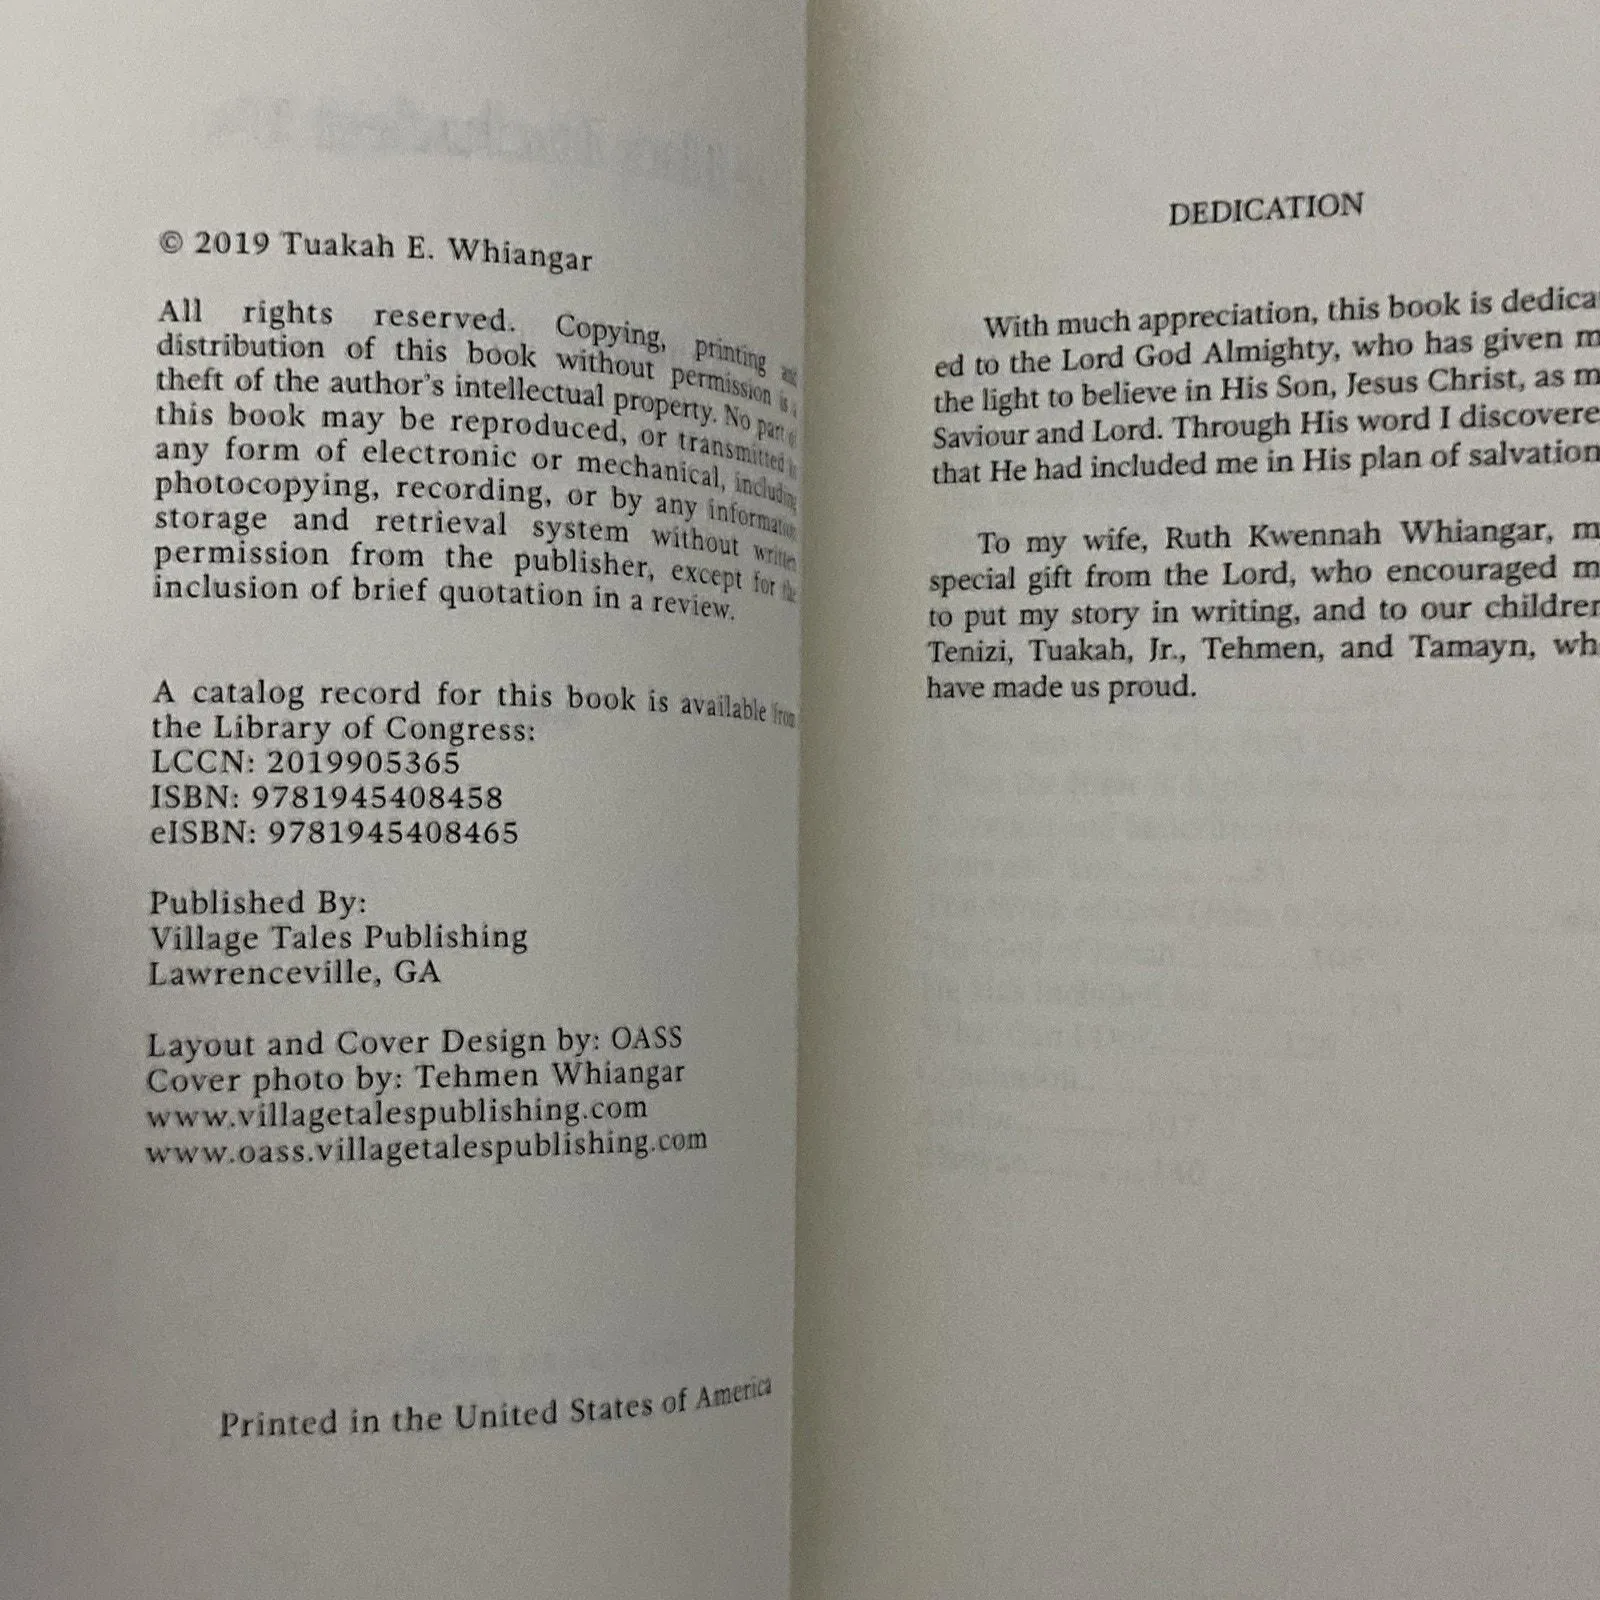 © 2019 Tuakah E. Whiangar
All rights reserved. Copying, printing and
distribution of this book without permission is a
theft of the author's intellectual property. No part of
this book may be reproduced, or transmitted in
any form of electronic or mechanical, including
photocopying, recording, or by any information
storage and retrieval system without written
permission from the publisher, except for the
inclusion of brief quotation in a review.
A catalog record for this book is available from
the Library of Congress:
LCCN: 2019905365
ISBN: 9781945408458
eISBN: 9781945408465
Published By:
Village Tales Publishing
Lawrenceville, GA
Layout and Cover Design by: OASS
Cover photo by: Tehmen Whiangar
www.villagetalespublishing.com
www.oass.villagetalespublishing.com
Printed in the United States of America
DEDICATION
With much appreciation, this book is dedica
ed to the Lord God Almighty, who has given m
the light to believe in His Son, Jesus Christ, as m
Saviour and Lord. Through His word I discovere
that He had included me in His plan of salvation
To my wife, Ruth Kwennah Whiangar, m
special gift from the Lord, who encouraged m
to put my story in writing, and to our childrer
Tenizi, Tuakah, Jr., Tehmen, and Tamayn, wh
have made us proud.